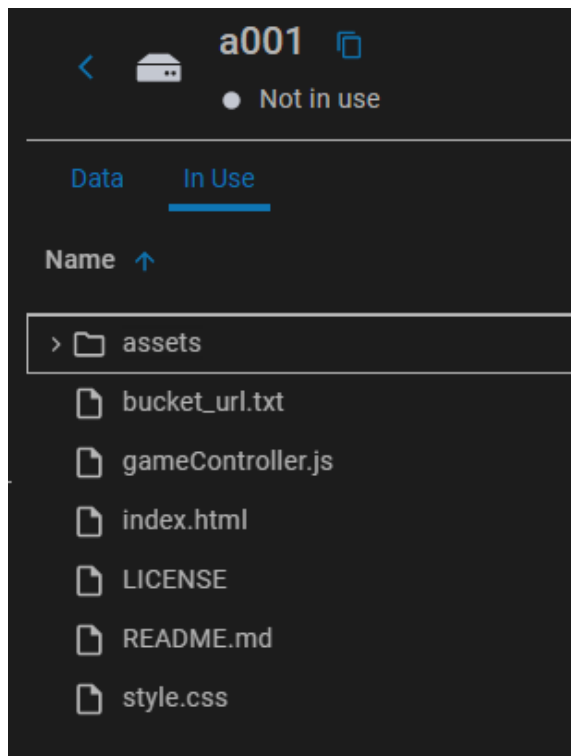 a001
Not in use
Data In Use
Name
assets
bucket_url.txt
gameController.js
index.html
LICENSE
README.md
style.css